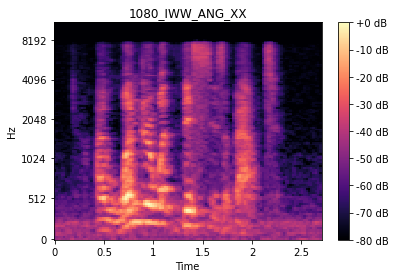 1080_IWW_ANG_XX
Hz
8192
4096
2048
1024
512
0
0
0.5
1
1.5
2
2.5
Time
+0 dB
-10 dB
-20 dB
-30 dB
-40 dB
-50 dB
-60 dB
-70 dB
-80 dB